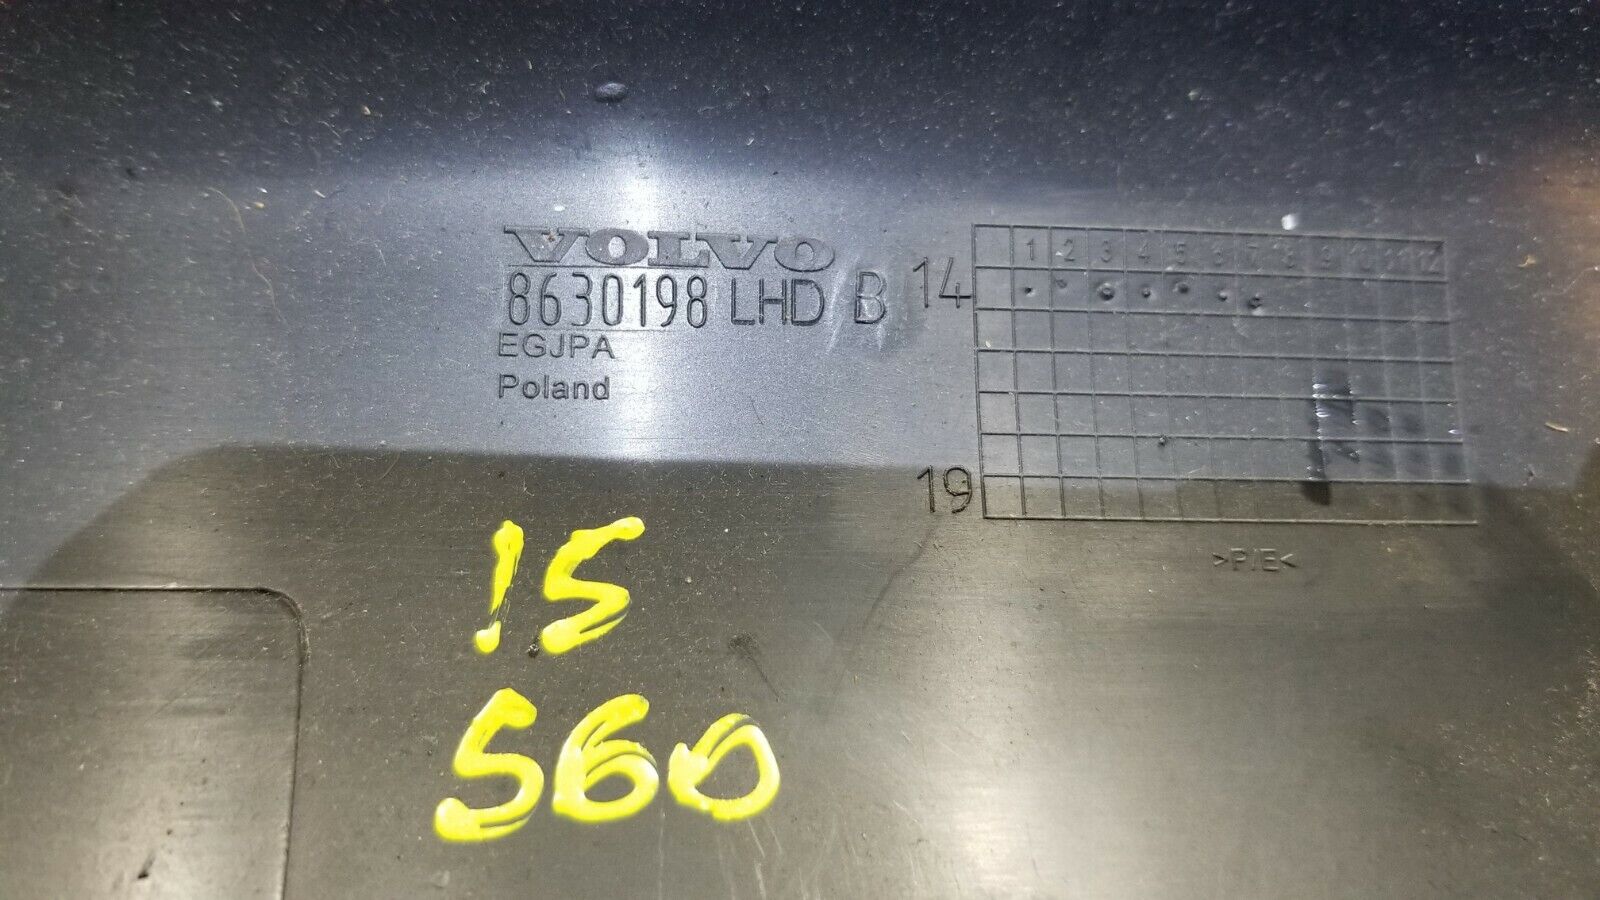 VOLVO
8630198 LHD B
EGJPA
Poland
1 2 3 4 5 6 7 8 9 10 11 12
14
19
>P/E<
15
S60